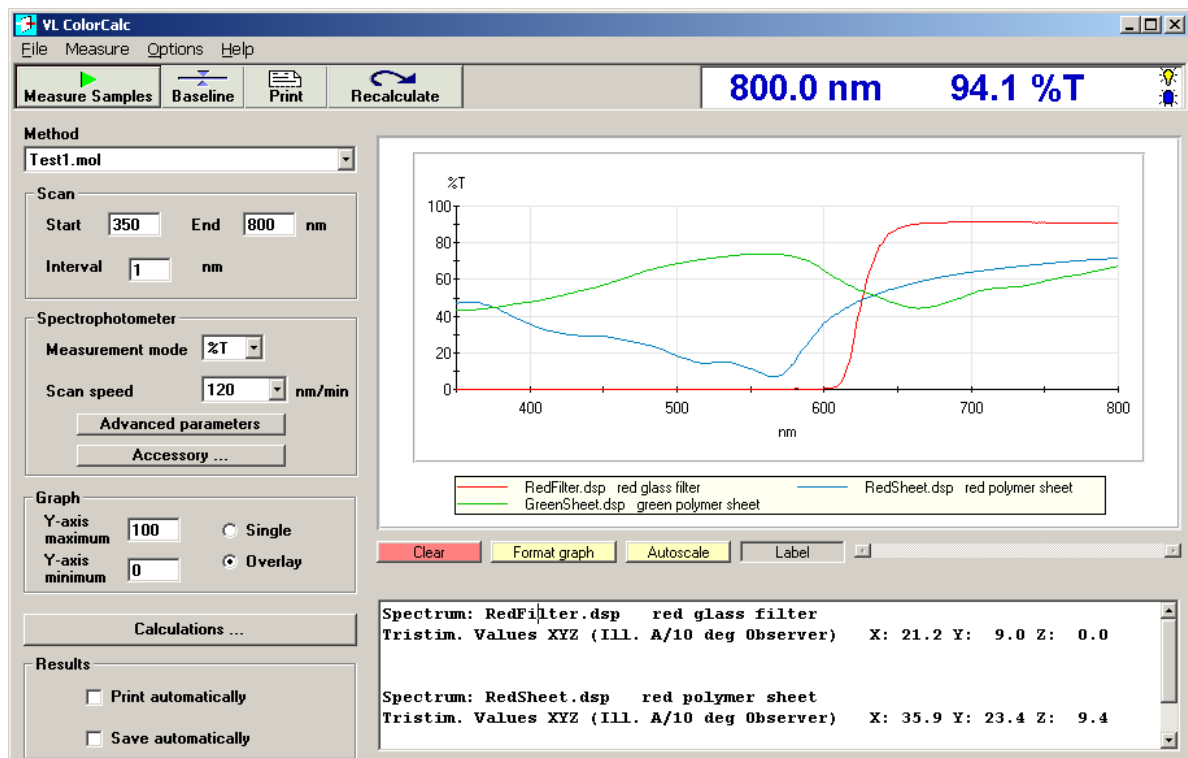 VL ColorCalc
File Measure Options Help
Measure Samples Baseline Print Recalculate 800.0 nm 94.1 %T
Method
Test1.mol
Scan
Start 350 End 800 nm
Interval 1 nm
Spectrophotometer
Measurement mode %T
Scan speed 120 nm/min
Advanced parameters
Accessory ...
Graph
Y-axis maximum 100 Single
Y-axis minimum 0 Overlay
Calculations ...
Results
Print automatically
Save automatically
%T
100
80
60
40
20
0
400 500 600 700 800
nm
RedFilter.dsp red glass filter RedSheet.dsp red polymer sheet
GreenSheet.dsp green polymer sheet
Clear Format graph Autoscale Label
Spectrum: RedFilter.dsp red glass filter
Tristim. Values XYZ (Ill. A/10 deg Observer) X: 21.2 Y: 9.0 Z: 0.0
Spectrum: RedSheet.dsp red polymer sheet
Tristim. Values XYZ (Ill. A/10 deg Observer) X: 35.9 Y: 23.4 Z: 9.4